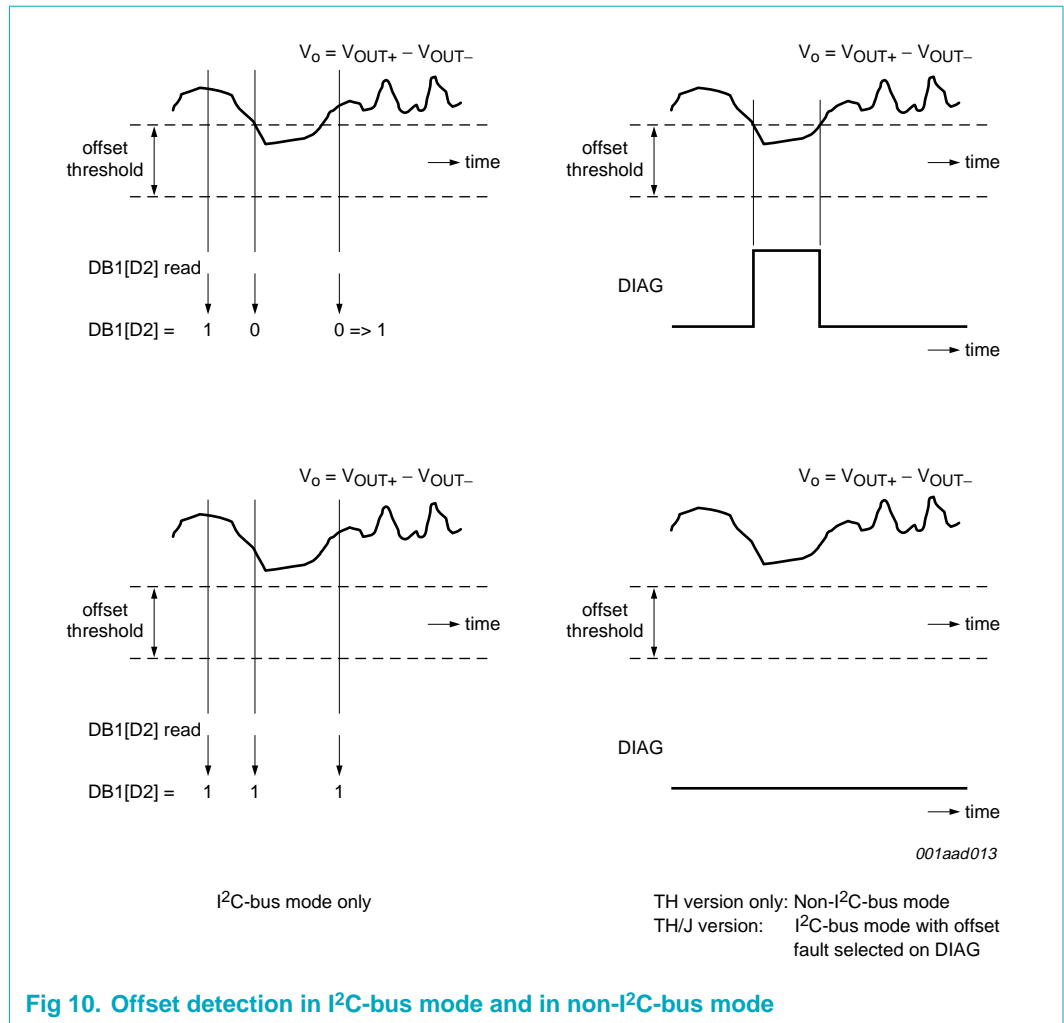 Vo = VOUT+ − VOUT−
offset
threshold
time
DB1[D2] read
DB1[D2] = 1 0 0 => 1
Vo = VOUT+ − VOUT−
offset
threshold
time
DIAG
time
Vo = VOUT+ − VOUT−
offset
threshold
time
DB1[D2] read
DB1[D2] = 1 1 1
I2C-bus mode only
Vo = VOUT+ − VOUT−
offset
threshold
time
DIAG
time
001aad013
TH version only: Non-I2C-bus mode
TH/J version: I2C-bus mode with offset
fault selected on DIAG
Fig 10. Offset detection in I2C-bus mode and in non-I2C-bus mode